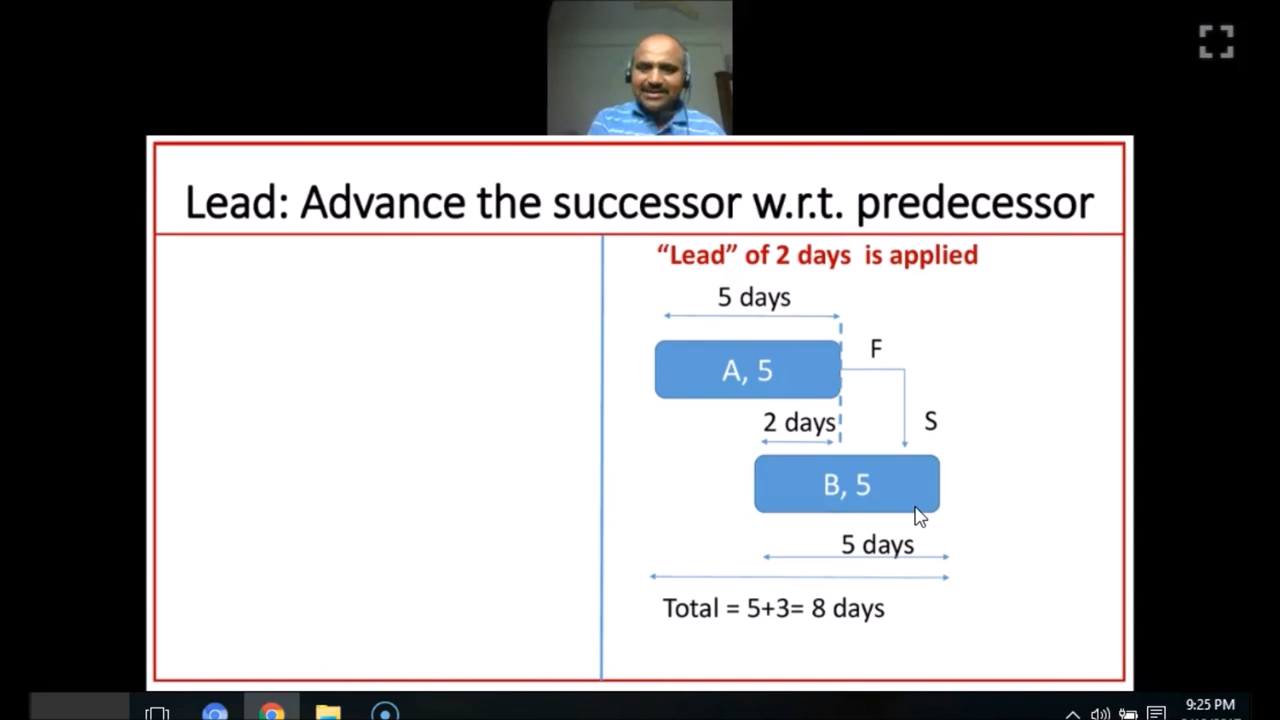 Lead: Advance the successor w.r.t. predecessor
“Lead” of 2 days is applied
5 days
A, 5
F
2 days
S
B, 5
5 days
Total = 5+3= 8 days
9:25 PM